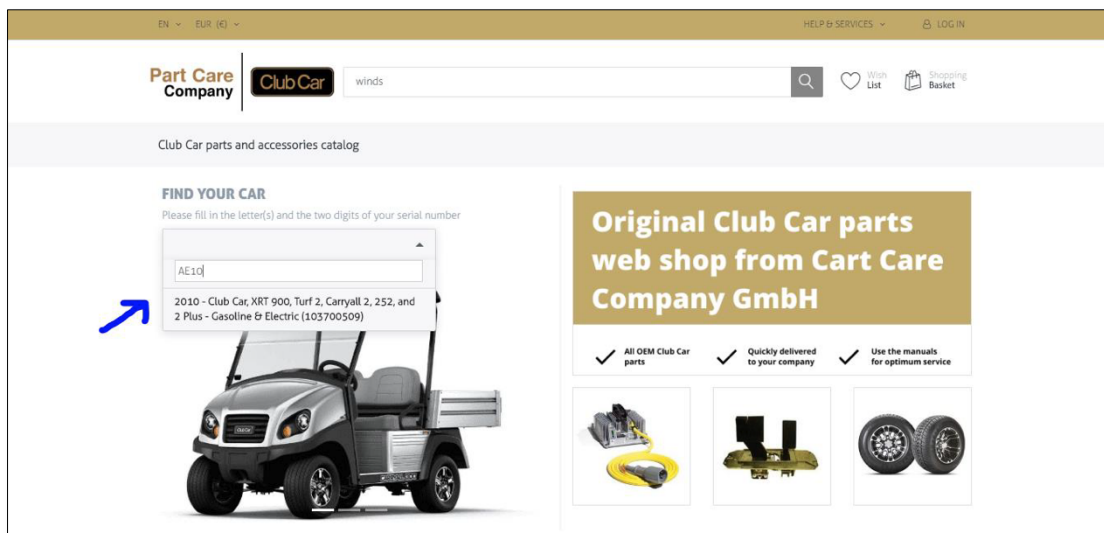 EN EUR (€) HELP & SERVICES LOG IN
Part Care
Company
Club Car
winds
Wish
List
Shopping
Basket
Club Car parts and accessories catalog
FIND YOUR CAR
Please fill in the letter(s) and the two digits of your serial number
AE10
2010 - Club Car, XRT 900, Turf 2, Carryall 2, 252, and
2 Plus - Gasoline & Electric (103700509)
Club Car
Original Club Car parts
web shop from Cart Care
Company GmbH
All OEM Club Car
parts
Quickly delivered
to your company
Use the manuals
for optimum service